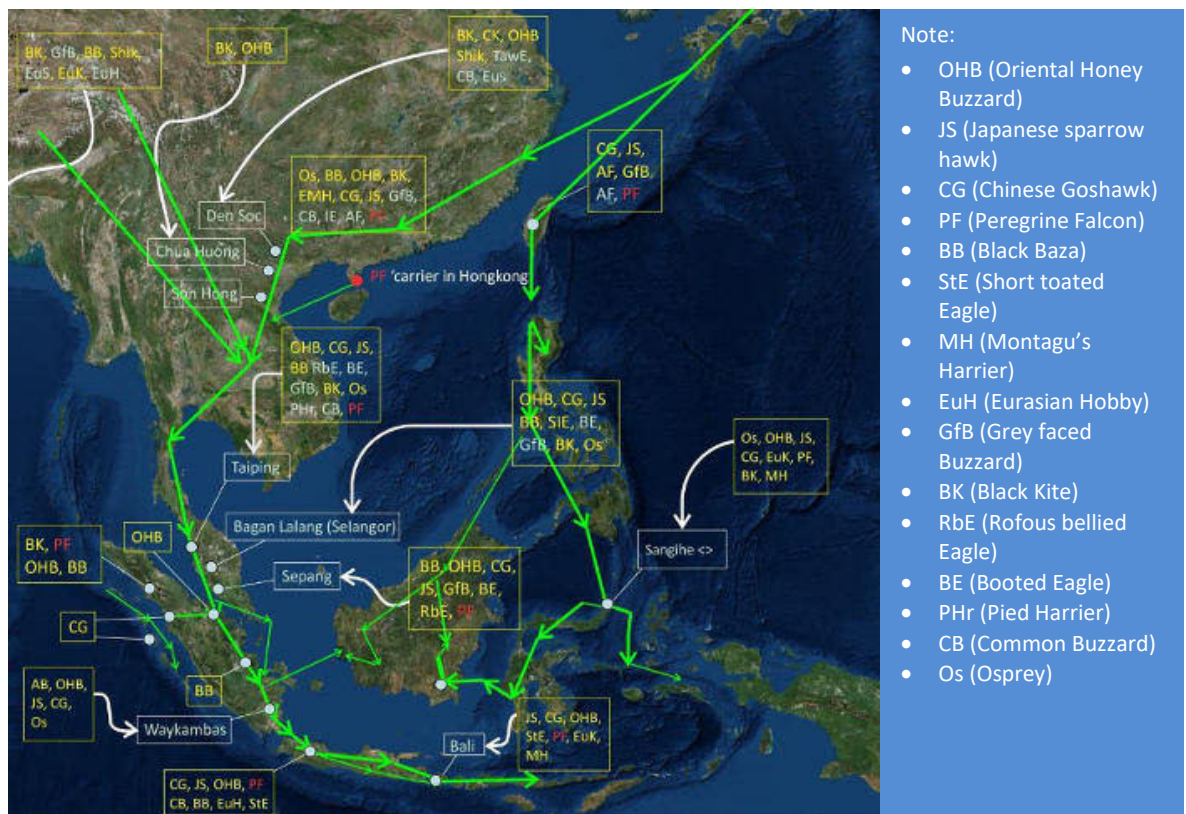 BK, GfB, BB, Shik,
EuS, EuK, EuH
BK, OHB
BK, CK, OHB
Shik, TawE,
CB, Eus
CG, JS,
AF, GfB,
AF, PF
Os, BB, OHB, BK,
EMH, CG, JS, GfB,
CB, IE, AF, PF
Den Soc
Chua Huong
Son Hong
PF 'carrier in Hongkong
OHB, CG, JS,
BB RbE, BE,
GfB, BK, Os
PHr, CB, PF
OHB, CG, JS
BB, SIE, BE,
GfB, BK, Os
Os, OHB, JS,
CG, EuK, PF,
BK, MH
Taiping
Bagan Lalang (Selangor)
Sangihe <>
BK, PF
OHB, BB
OHB
Sepang
BB, OHB, CG,
JS, GfB, BE,
RbE, PF
CG
BB
AB, OHB,
JS, CG,
Os
Waykambas
JS, CG, OHB,
StE, PF, EuK,
MH
Bali
CG, JS, OHB, PF
CB, BB, EuH, StE
Note:
• OHB (Oriental Honey
Buzzard)
• JS (Japanese sparrow
hawk)
• CG (Chinese Goshawk)
• PF (Peregrine Falcon)
• BB (Black Baza)
• StE (Short toated
Eagle)
• MH (Montagu's
Harrier)
• EuH (Eurasian Hobby)
• GfB (Grey faced
Buzzard)
• BK (Black Kite)
• RbE (Rofous bellied
Eagle)
• BE (Booted Eagle)
• PHr (Pied Harrier)
• CB (Common Buzzard)
• Os (Osprey)